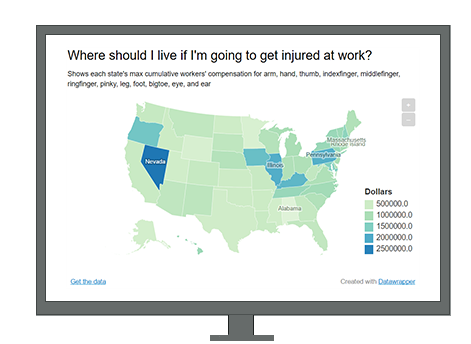 Where should I live if I'm going to get injured at work?
Shows each state's max cumulative workers' compensation for arm, hand, thumb, indexfinger, middlefinger,
ringfinger, pinky, leg, foot, bigtoe, eye, and ear
+
−
Massachusetts
Rhode Island
Pennsylvania
Nevada
Illinois
Alabama
Dollars
500000.0
1000000.0
1500000.0
2000000.0
2500000.0
Get the data
Created with Datawrapper